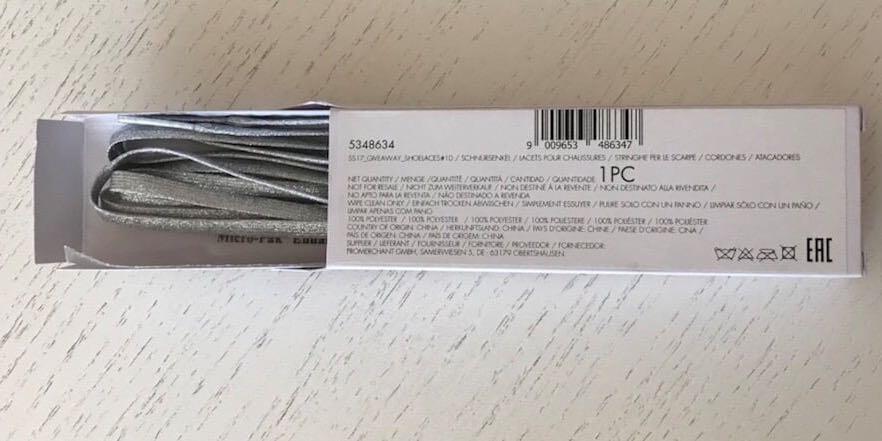 5348634
9 009653 486347
SS17_GIVEAWAY_SHOELACES#10 / SCHNÜRSENKEL / LACETS POUR CHAUSSURES / STRINGHE PER LE SCARPE / CORDONES / ATACADORES
NET QUANTITY / MENGE /QUANTITÉ / QUANTITÀ / CANTIDAD / QUANTIDADE: 1PC
NOT FOR RESALE / NICHT ZUM WEITERVERKAUF / NON DESTINÉ À LA REVENTE / NON DESTINATO ALLA RIVENDITA /
NO APTO PARA LA REVENTA / NÃO DESTINADO A REVENDA
WIPE CLEAN ONLY / EINFACH TROCKEN ABWISCHEN / SIMPLEMENT ESSUYER / PULIRE SOLO CON UN PANNO / LIMPIAR SÓLO CON UN PAÑO /
LIMPAR APENAS COM PANO
100% POLYESTER / 100% POLYESTER / 100% POLYESTER / 100% POLIESTERE / 100% POLIÉSTER / 100% POLIÉSTER
COUNTRY OF ORIGIN: CHINA / HERKUNFTSLAND: CHINA / PAYS D'ORIGINE: CHINE / PAESE D'ORIGINE: CINA /
PAÍS DE ORIGEN: CHINA / PAÍS DE ORIGEM: CHINA
SUPPLIER / LIEFERANT / FOURNISSEUR / FORNITORE / PROVEEDOR / FORNECEDOR:
PROMERCHANT GMBH, SAMERWIESEN 5, DE - 63179 OBERTSHAUSEN
EAC
Micro-Pak